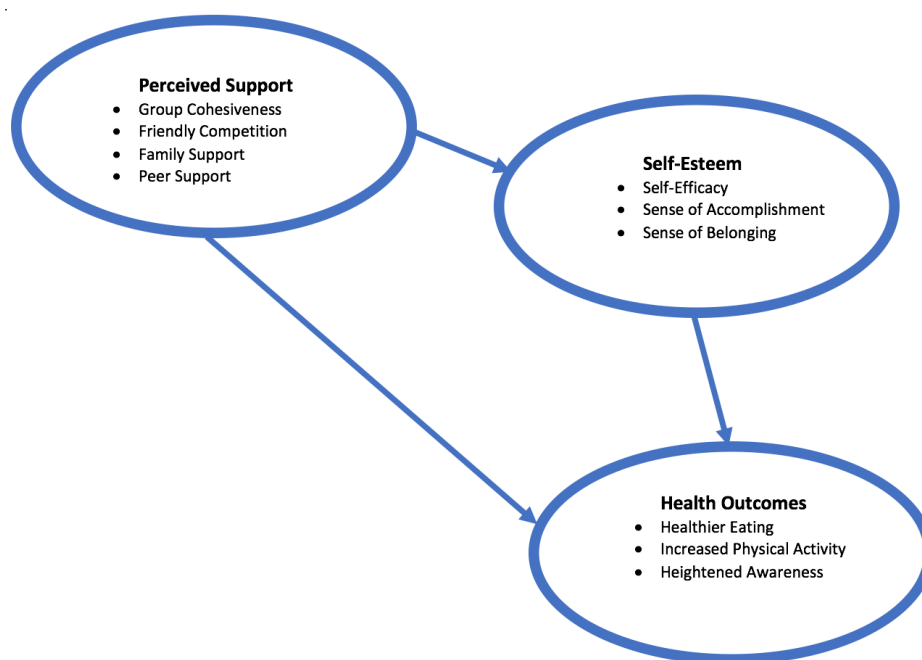 .
Perceived Support
• Group Cohesiveness
• Friendly Competition
• Family Support
• Peer Support
Self-Esteem
• Self-Efficacy
• Sense of Accomplishment
• Sense of Belonging
Health Outcomes
• Healthier Eating
• Increased Physical Activity
• Heightened Awareness